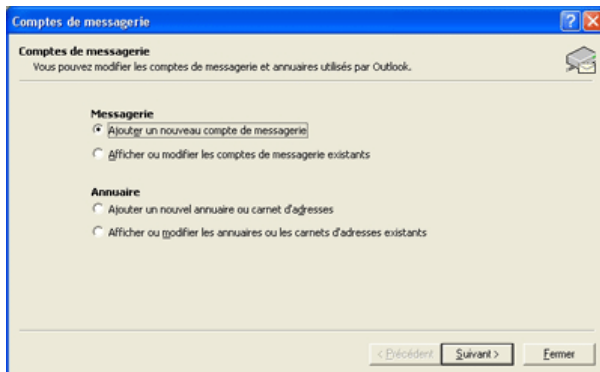 Comptes de messagerie
Comptes de messagerie
Vous pouvez modifier les comptes de messagerie et annuaires utilisés par Outlook.
Messagerie
Ajouter un nouveau compte de messagerie
Afficher ou modifier les comptes de messagerie existants
Annuaire
Ajouter un nouvel annuaire ou carnet d'adresses
Afficher ou modifier les annuaires ou les carnets d'adresses existants
< Précédent Suivant > Fermer